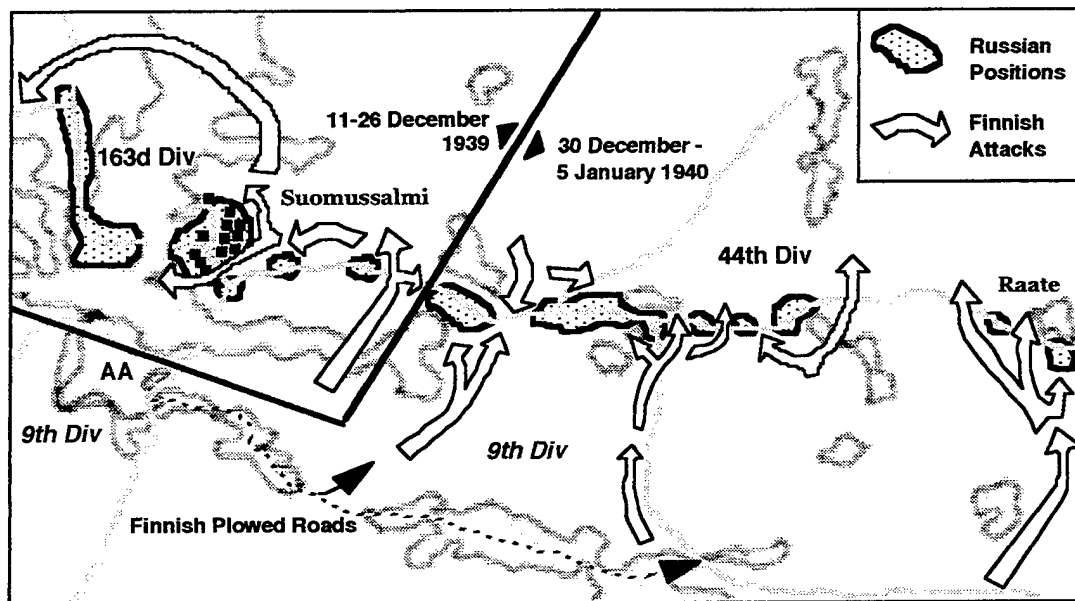 Russian
Positions
Finnish
Attacks
11-26 December
1939
30 December -
5 January 1940
163d Div
Suomussalmi
44th Div
Raate
AA
9th Div
9th Div
Finnish Plowed Roads